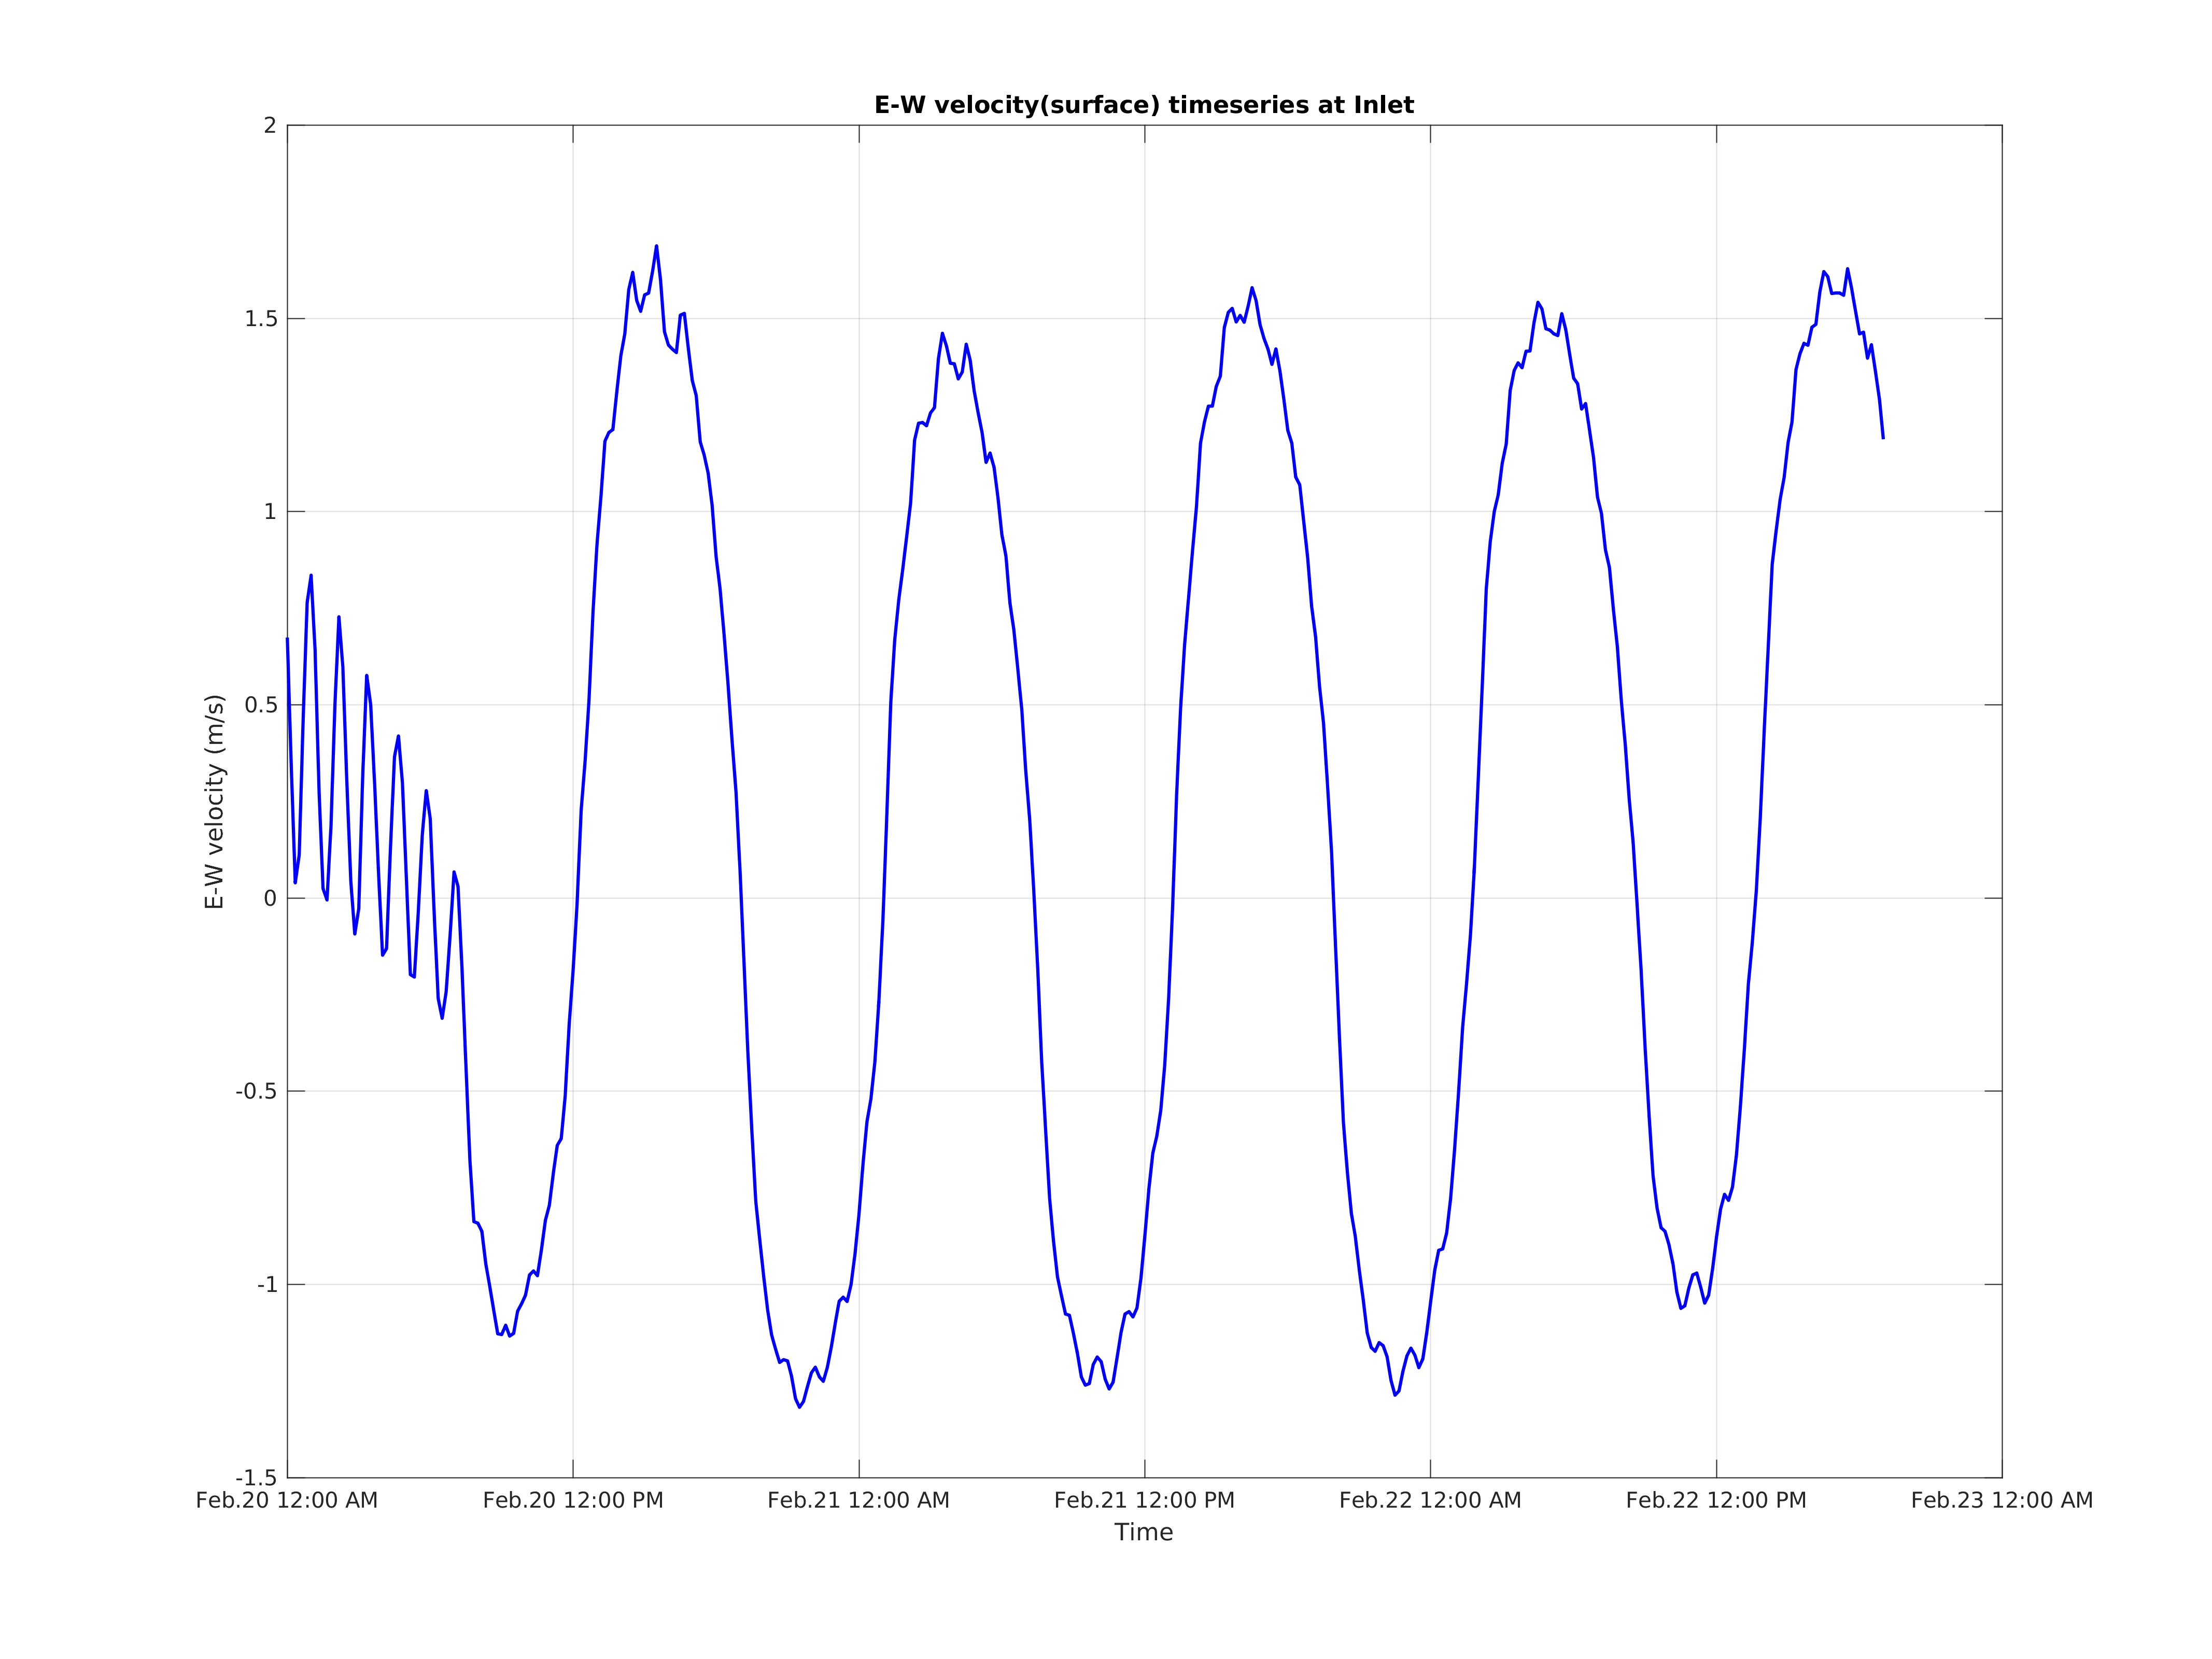 E-W velocity(surface) timeseries at Inlet
2
1.5
1
0.5
0
-0.5
-1
-1.5
E-W velocity (m/s)
Feb.20 12:00 AM Feb.20 12:00 PM Feb.21 12:00 AM Feb.21 12:00 PM Feb.22 12:00 AM Feb.22 12:00 PM Feb.23 12:00 AM
Time